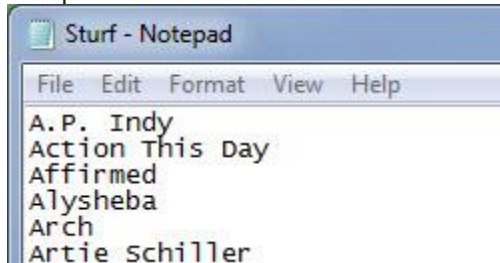 Sturf - Notepad
File Edit Format View Help
A.P. Indy
Action This Day
Affirmed
Alysheba
Arch
Artie Schiller